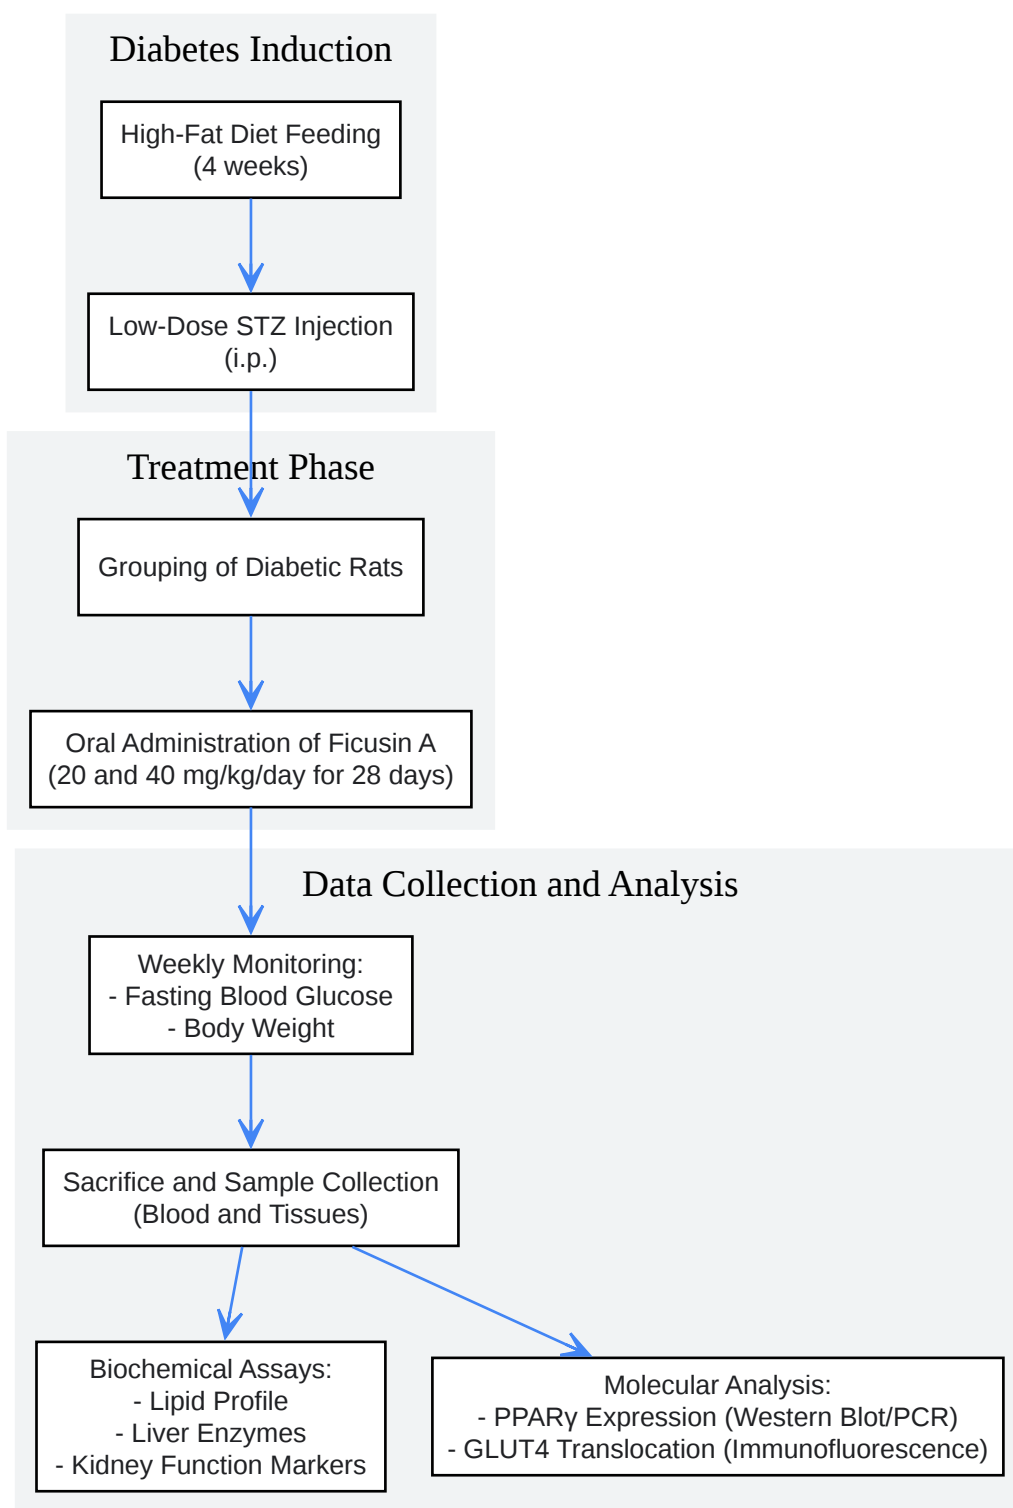 Diabetes Induction
High-Fat Diet Feeding
(4 weeks)
Low-Dose STZ Injection
(i.p.)
Treatment Phase
Grouping of Diabetic Rats
Oral Administration of Ficusin A
(20 and 40 mg/kg/day for 28 days)
Data Collection and Analysis
Weekly Monitoring:
- Fasting Blood Glucose
- Body Weight
Sacrifice and Sample Collection
(Blood and Tissues)
Biochemical Assays:
- Lipid Profile
- Liver Enzymes
- Kidney Function Markers
Molecular Analysis:
- PPARγ Expression (Western Blot/PCR)
- GLUT4 Translocation (Immunofluorescence)